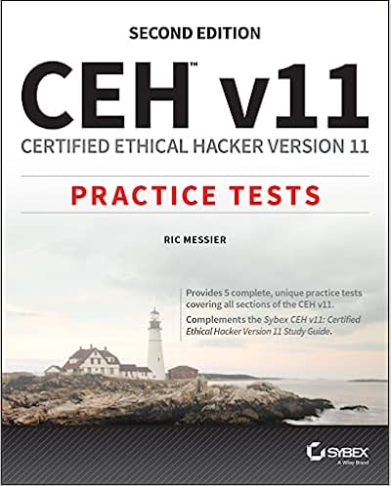 SECOND EDITION
CEH™ v11
CERTIFIED ETHICAL HACKER VERSION 11
PRACTICE TESTS
RIC MESSIER
Provides 5 complete, unique practice tests
covering all sections of the CEH v11.
Complements the Sybex CEH v11: Certified
Ethical Hacker Version 11 Study Guide.
SYBEX
A Wiley Brand